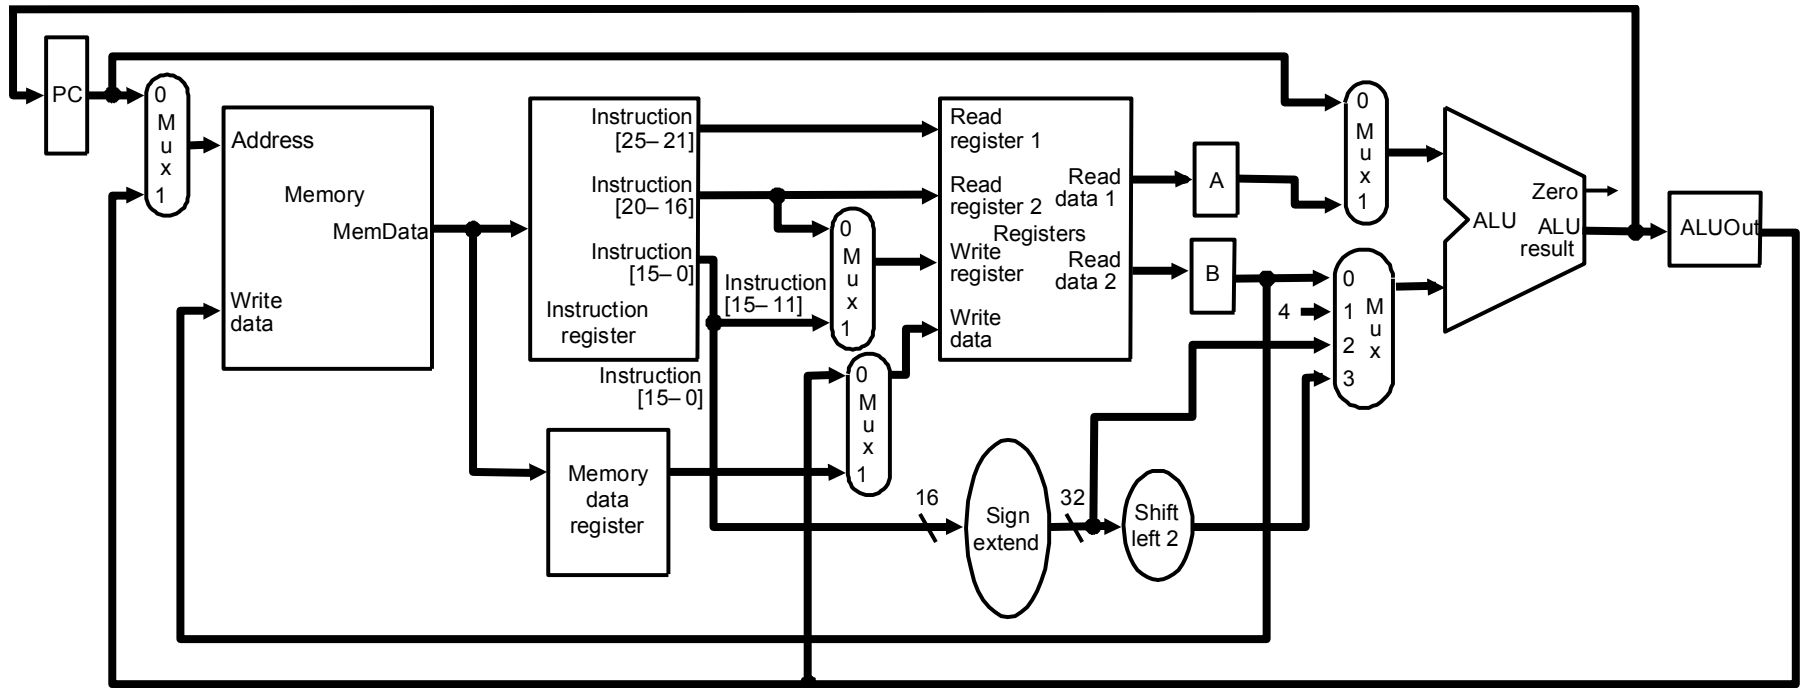 PC
0
M
u
x
1
Address
Memory
MemData
Write
data
Instruction
[25– 21]
Instruction
[20– 16]
Instruction
[15– 0]
Instruction
register
Instruction
[15– 11]
Instruction
[15– 0]
Memory
data
register
0
M
u
x
1
0
M
u
x
1
Read
register 1
Read
register 2
Registers
Write
register
Write
data
Read
data 1
Read
data 2
16
Sign
extend
32
Shift
left 2
A
B
4
0
M
u
x
1
0
1
2
3
M
u
x
Zero
ALU
ALU
result
ALUOut